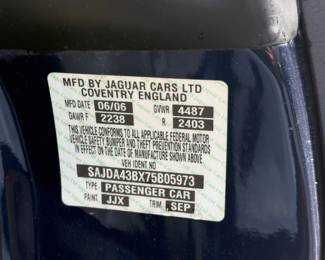 MFD BY JAGUAR CARS LTD
COVENTRY ENGLAND
MFD DATE 06/06 GVWR 4487
DAWR F 2238 R 2403
THIS VEHICLE CONFORMS TO ALL APPLICABLE FEDERAL MOTOR
VEHICLE SAFETY BUMPER AND THEFT PREVENTION STANDARDS
IN EFFECT ON THE DATE OF MANUFACTURE SHOWN ABOVE
VEH IDENT NO
SAJDA43BX75B05973
TYPE PASSENGER CAR
PAINT JJX TRIM SEP